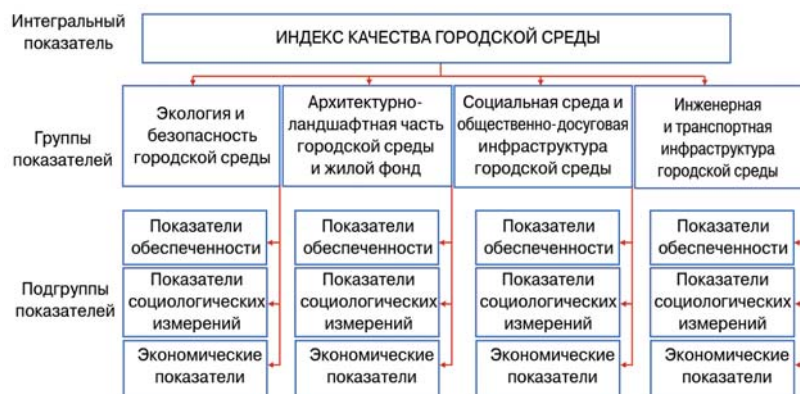 Интегральный
показатель
ИНДЕКС КАЧЕСТВА ГОРОДСКОЙ СРЕДЫ
Группы
показателей
Экология и
безопасность
городской среды
Архитектурно-
ландшафтная часть
городской среды
и жилой фонд
Социальная среда и
общественно-досуговая
инфраструктура
городской среды
Инженерная
и транспортная
инфраструктура
городской среды
Подгруппы
показателей
Показатели
обеспеченности
Показатели
социологических
измерений
Экономические
показатели
Показатели
обеспеченности
Показатели
социологических
измерений
Экономические
показатели
Показатели
обеспеченности
Показатели
социологических
измерений
Экономические
показатели
Показатели
обеспеченности
Показатели
социологических
измерений
Экономические
показатели